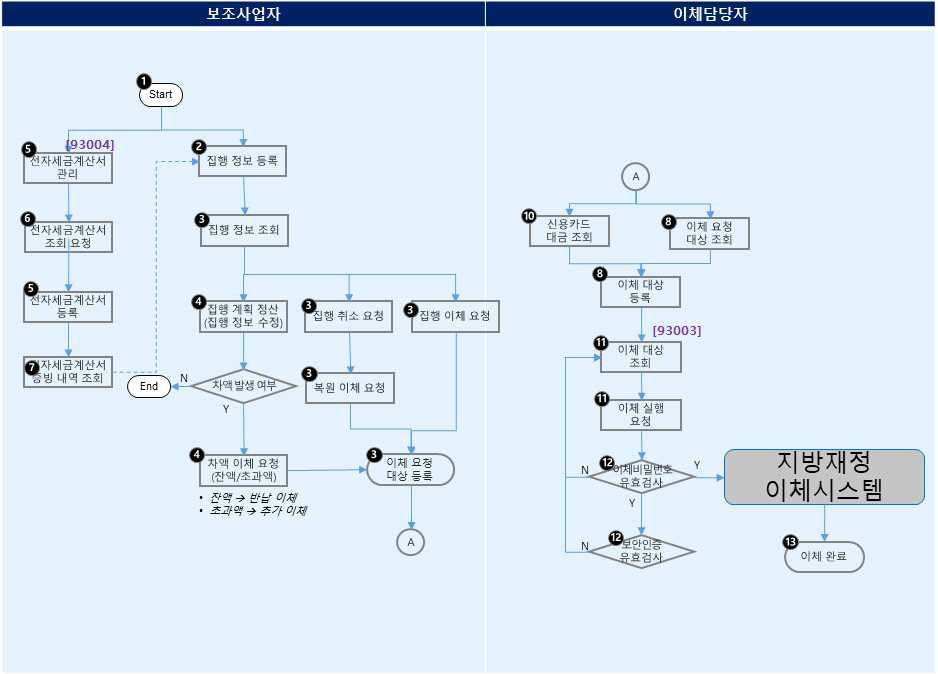 보조사업자
이체담당자
1
Start
5
[93004]
전자세금계산서
관리
2
집행 정보 등록
6
전자세금계산서
조회 요청
3
집행 정보 조회
5
전자세금계산서
등록
4
집행 계획 정산
(집행 정보 수정)
3
집행 취소 요청
3
집행 이체 요청
7
전자세금계산서
증빙 내역 조회
End
N
차액 발생 여부
Y
3
복원 이체 요청
4
차액 이체 요청
(잔액/초과액)
• 잔액 → 반납 이체
• 초과액 → 추가 이체
3
이체 요청
대상 등록
A
A
10
신용카드
대금 조회
8
이체 요청
대상 조회
8
이체 대상
등록
[93003]
11
이체 대상
조회
11
이체 실행
요청
12
이체비밀번호
유효검사
N
Y
Y
12
보안인증
유효검사
N
지방재정
이체시스템
13
이체 완료